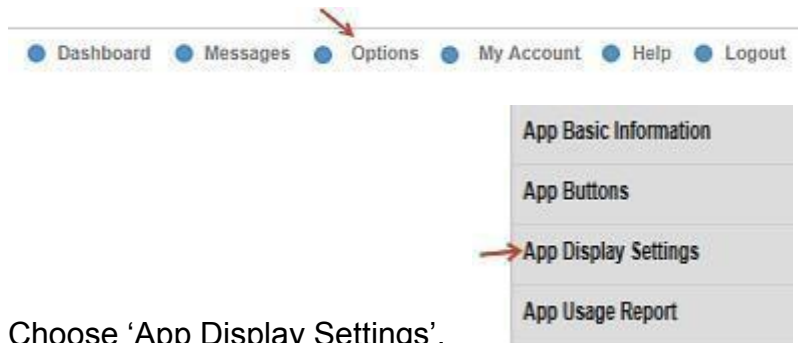 Dashboard Messages Options My Account Help Logout
App Basic Information
App Buttons
App Display Settings
App Usage Report
Choose ‘App Display Settings’.